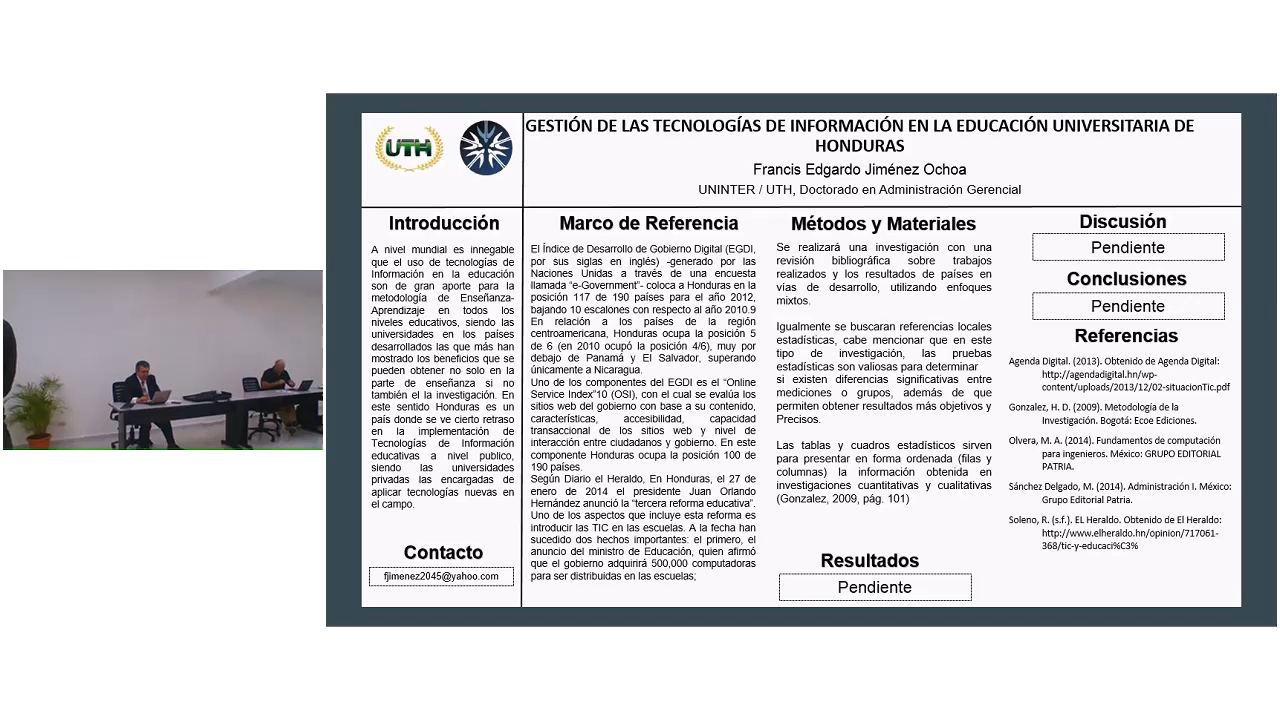 UTH
GESTIÓN DE LAS TECNOLOGÍAS DE INFORMACIÓN EN LA EDUCACIÓN UNIVERSITARIA DE
HONDURAS
Francis Edgardo Jiménez Ochoa
UNINTER / UTH, Doctorado en Administración Gerencial
Introducción
A nivel mundial es innegable
que el uso de tecnologías de
Información en la educación
son de gran aporte para la
metodología de Enseñanza-
Aprendizaje en todos los
niveles educativos, siendo las
universidades en los países
desarrollados las que más han
mostrado los beneficios que se
pueden obtener no solo en la
parte de enseñanza si no
también el la investigación. En
este sentido Honduras es un
país donde se ve cierto retraso
en la implementación de
Tecnologías de Información
educativas a nivel publico,
siendo las universidades
privadas las encargadas de
aplicar tecnologías nuevas en
el campo.
Contacto
fjimenez2045@yahoo.com
Marco de Referencia
El Índice de Desarrollo de Gobierno Digital (EGDI,
por sus siglas en inglés) -generado por las
Naciones Unidas a través de una encuesta
llamada “e-Government”- coloca a Honduras en la
posición 117 de 190 países para el año 2012,
bajando 10 escalones con respecto al año 2010.9
En relación a los países de la región
centroamericana, Honduras ocupa la posición 5
de 6 (en 2010 ocupó la posición 4/6), muy por
debajo de Panamá y El Salvador, superando
únicamente a Nicaragua.
Uno de los componentes del EGDI es el “Online
Service Index”10 (OSI), con el cual se evalúa los
sitios web del gobierno con base a su contenido,
características, accesibilidad, capacidad
transaccional de los sitios web y nivel de
interacción entre ciudadanos y gobierno. En este
componente Honduras ocupa la posición 100 de
190 países.
Según Diario el Heraldo, En Honduras, el 27 de
enero de 2014 el presidente Juan Orlando
Hernández anunció la “tercera reforma educativa”.
Uno de los aspectos que incluye esta reforma es
introducir las TIC en las escuelas. A la fecha han
sucedido dos hechos importantes: el primero, el
anuncio del ministro de Educación, quien afirmó
que el gobierno adquirirá 500,000 computadoras
para ser distribuidas en las escuelas;
Métodos y Materiales
Se realizará una investigación con una
revisión bibliográfica sobre trabajos
realizados y los resultados de países en
vías de desarrollo, utilizando enfoques
mixtos.
Igualmente se buscaran referencias locales
estadísticas, cabe mencionar que en este
tipo de investigación, las pruebas
estadísticas son valiosas para determinar
si existen diferencias significativas entre
mediciones o grupos, además de que
permiten obtener resultados más objetivos y
Precisos.
Las tablas y cuadros estadísticos sirven
para presentar en forma ordenada (filas y
columnas) la información obtenida en
investigaciones cuantitativas y cualitativas
(Gonzalez, 2009, pág. 101)
Resultados
Pendiente
Discusión
Pendiente
Conclusiones
Pendiente
Referencias
Agenda Digital. (2013). Obtenido de Agenda Digital:
http://agendadigital.hn/wp-
content/uploads/2013/12/02-situacionTic.pdf
Gonzalez, H. D. (2009). Metodología de la
Investigación. Bogotá: Ecoe Ediciones.
Olvera, M. A. (2014). Fundamentos de computación
para ingenieros. México: GRUPO EDITORIAL
PATRIA.
Sánchez Delgado, M. (2014). Administración I. México:
Grupo Editorial Patria.
Soleno, R. (s.f.). EL Heraldo. Obtenido de El Heraldo:
http://www.elheraldo.hn/opinion/717061-
368/tic-y-educaci%C3%